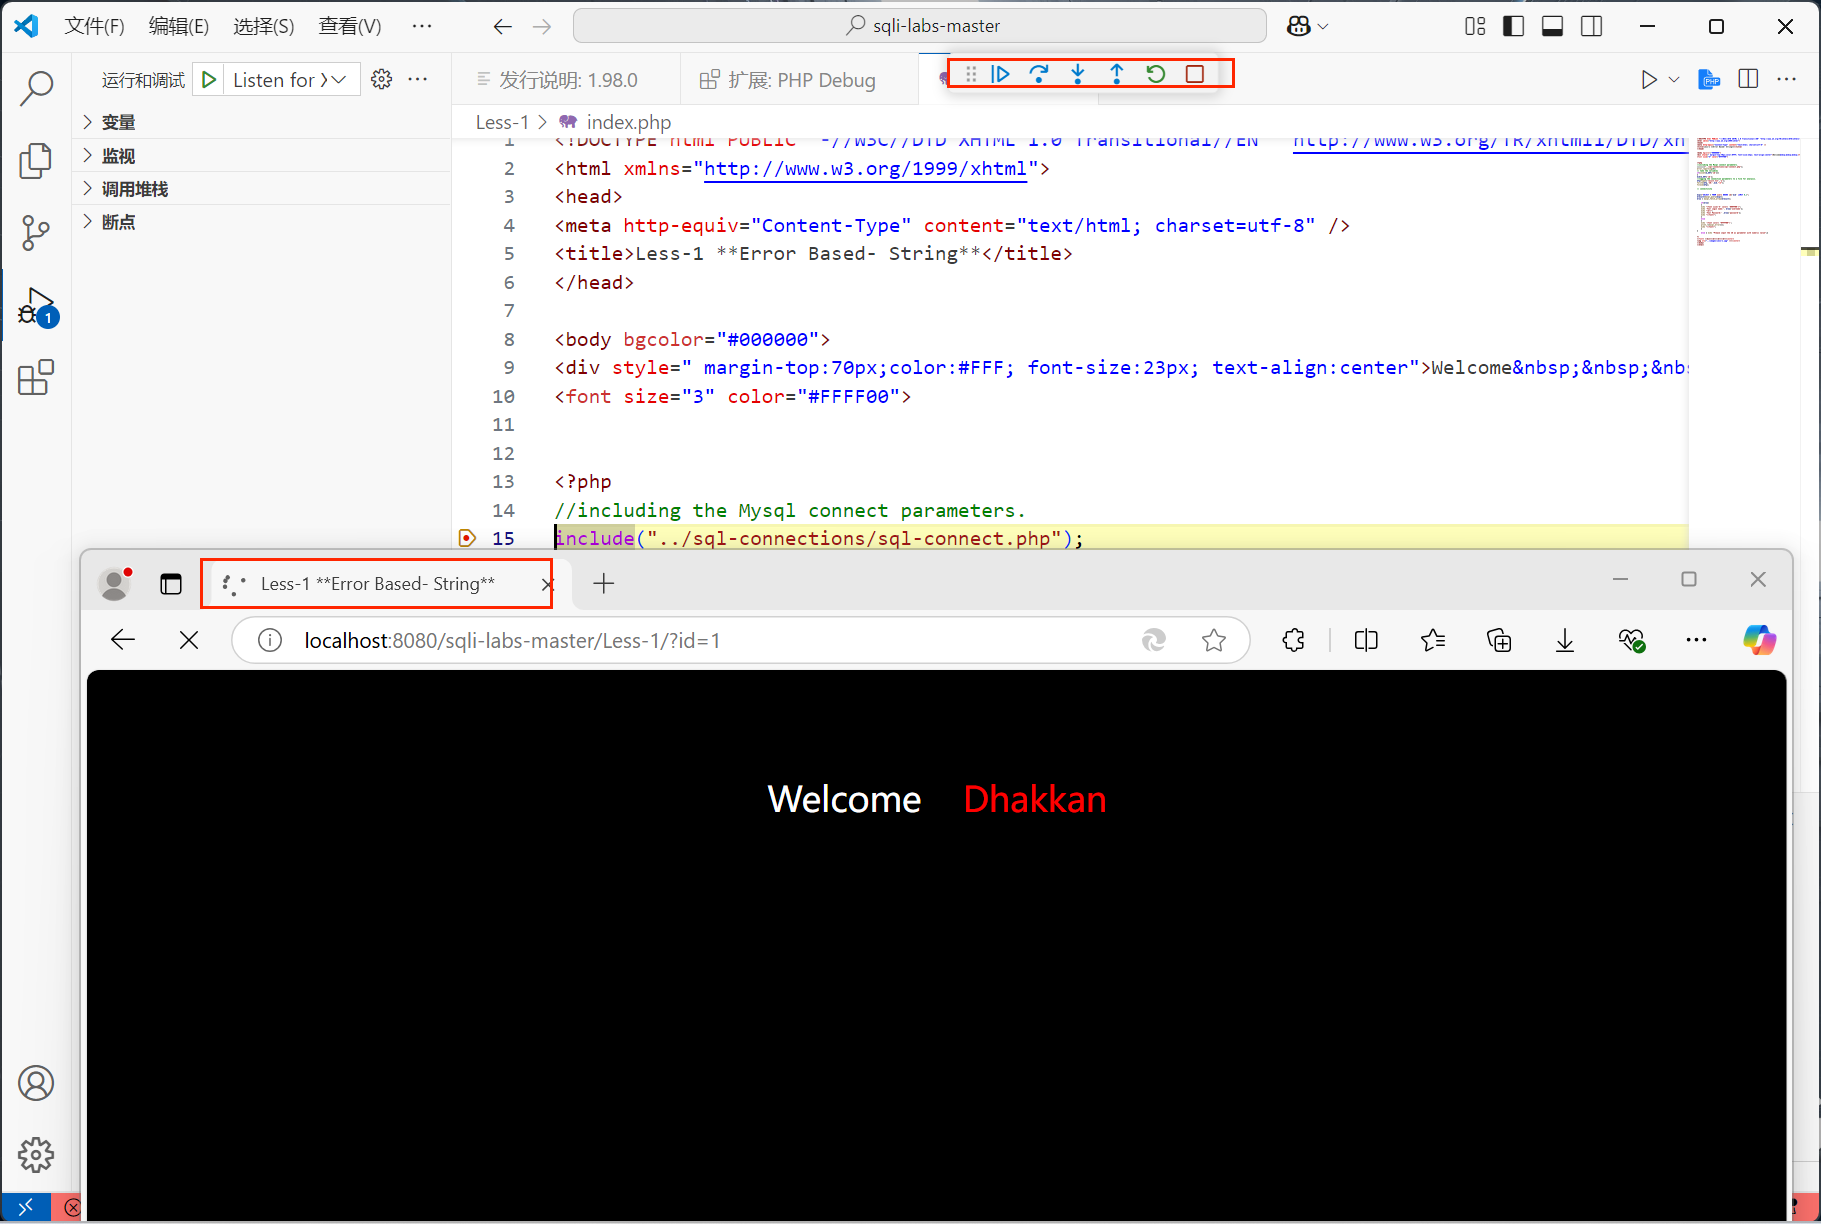 文件(F) 编辑(E) 选择(S) 查看(V) ··· sqli-labs-master
运行和调试 Listen for ··· 发行说明: 1.98.0 扩展: PHP Debug
变量
监视
调用堆栈
断点
Less-1 > index.php
1 <!DOCTYPE html PUBLIC "-//W3C//DTD XHTML 1.0 Transitional//EN" "http://www.w3.org/TR/xhtml1/DTD/xh
2 <html xmlns="http://www.w3.org/1999/xhtml">
3 <head>
4 <meta http-equiv="Content-Type" content="text/html; charset=utf-8" />
5 <title>Less-1 **Error Based- String**</title>
6 </head>
7
8 <body bgcolor="#000000">
9 <div style=" margin-top:70px;color:#FFF; font-size:23px; text-align:center">Welcome&nbsp;&nbsp;&nb
10 <font size="3" color="#FFFF00">
11
12
13 <?php
14 //including the Mysql connect parameters.
15 include("../sql-connections/sql-connect.php");
1
Less-1 **Error Based- String**
localhost:8080/sqli-labs-master/Less-1/?id=1
Welcome Dhakkan